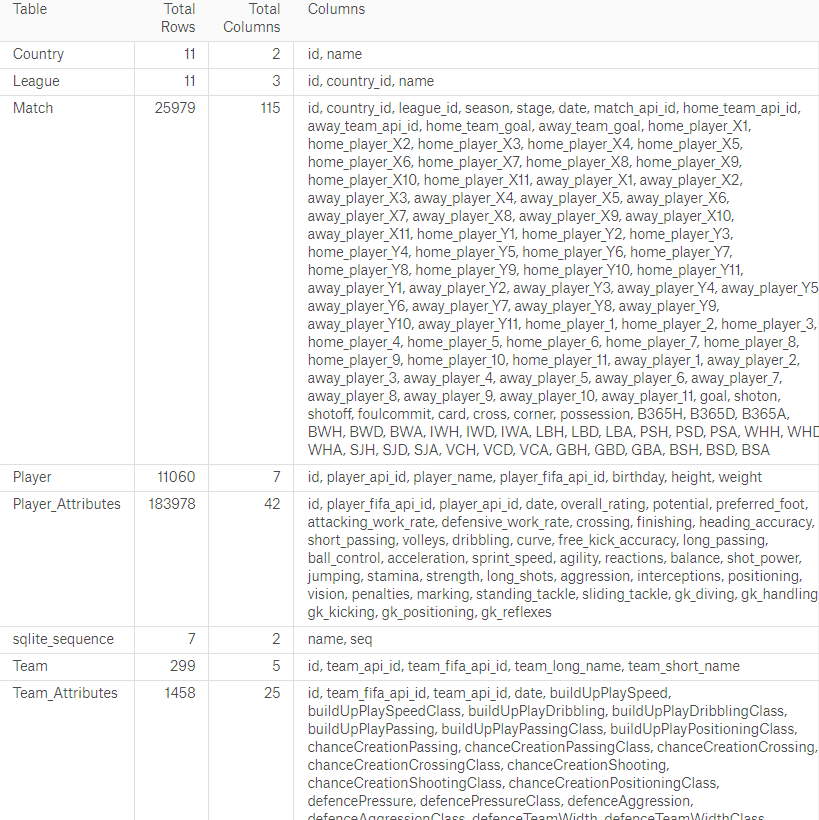 Table Total Rows Total Columns Columns
Country 11 2 id, name
League 11 3 id, country_id, name
Match 25979 115 id, country_id, league_id, season, stage, date, match_api_id, home_team_api_id,
away_team_api_id, home_team_goal, away_team_goal, home_player_X1,
home_player_X2, home_player_X3, home_player_X4, home_player_X5,
home_player_X6, home_player_X7, home_player_X8, home_player_X9,
home_player_X10, home_player_X11, away_player_X1, away_player_X2,
away_player_X3, away_player_X4, away_player_X5, away_player_X6,
away_player_X7, away_player_X8, away_player_X9, away_player_X10,
away_player_X11, home_player_Y1, home_player_Y2, home_player_Y3,
home_player_Y4, home_player_Y5, home_player_Y6, home_player_Y7,
home_player_Y8, home_player_Y9, home_player_Y10, home_player_Y11,
away_player_Y1, away_player_Y2, away_player_Y3, away_player_Y4, away_player_Y5
away_player_Y6, away_player_Y7, away_player_Y8, away_player_Y9,
away_player_Y10, away_player_Y11, home_player_1, home_player_2, home_player_3,
home_player_4, home_player_5, home_player_6, home_player_7, home_player_8,
home_player_9, home_player_10, home_player_11, away_player_1, away_player_2,
away_player_3, away_player_4, away_player_5, away_player_6, away_player_7,
away_player_8, away_player_9, away_player_10, away_player_11, goal, shoton,
shotoff, foulcommit, card, cross, corner, possession, B365H, B365D, B365A,
BWH, BWD, BWA, IWH, IWD, IWA, LBH, LBD, LBA, PSH, PSD, PSA, WHH, WHD
WHA, SJH, SJD, SJA, VCH, VCD, VCA, GBH, GBD, GBA, BSH, BSD, BSA
Player 11060 7 id, player_api_id, player_name, player_fifa_api_id, birthday, height, weight
Player_Attributes 183978 42 id, player_fifa_api_id, player_api_id, date, overall_rating, potential, preferred_foot,
attacking_work_rate, defensive_work_rate, crossing, finishing, heading_accuracy,
short_passing, volleys, dribbling, curve, free_kick_accuracy, long_passing,
ball_control, acceleration, sprint_speed, agility, reactions, balance, shot_power,
jumping, stamina, strength, long_shots, aggression, interceptions, positioning,
vision, penalties, marking, standing_tackle, sliding_tackle, gk_diving, gk_handling
gk_kicking, gk_positioning, gk_reflexes
sqlite_sequence 7 2 name, seq
Team 299 5 id, team_api_id, team_fifa_api_id, team_long_name, team_short_name
Team_Attributes 1458 25 id, team_fifa_api_id, team_api_id, date, buildUpPlaySpeed,
buildUpPlaySpeedClass, buildUpPlayDribbling, buildUpPlayDribblingClass,
buildUpPlayPassing, buildUpPlayPassingClass, buildUpPlayPositioningClass,
chanceCreationPassing, chanceCreationPassingClass, chanceCreationCrossing,
chanceCreationCrossingClass, chanceCreationShooting,
chanceCreationShootingClass, chanceCreationPositioningClass,
defencePressure, defencePressureClass, defenceAggression,
defenceAggressionClass, defenceTeamWidth, defenceTeamWidthClass,